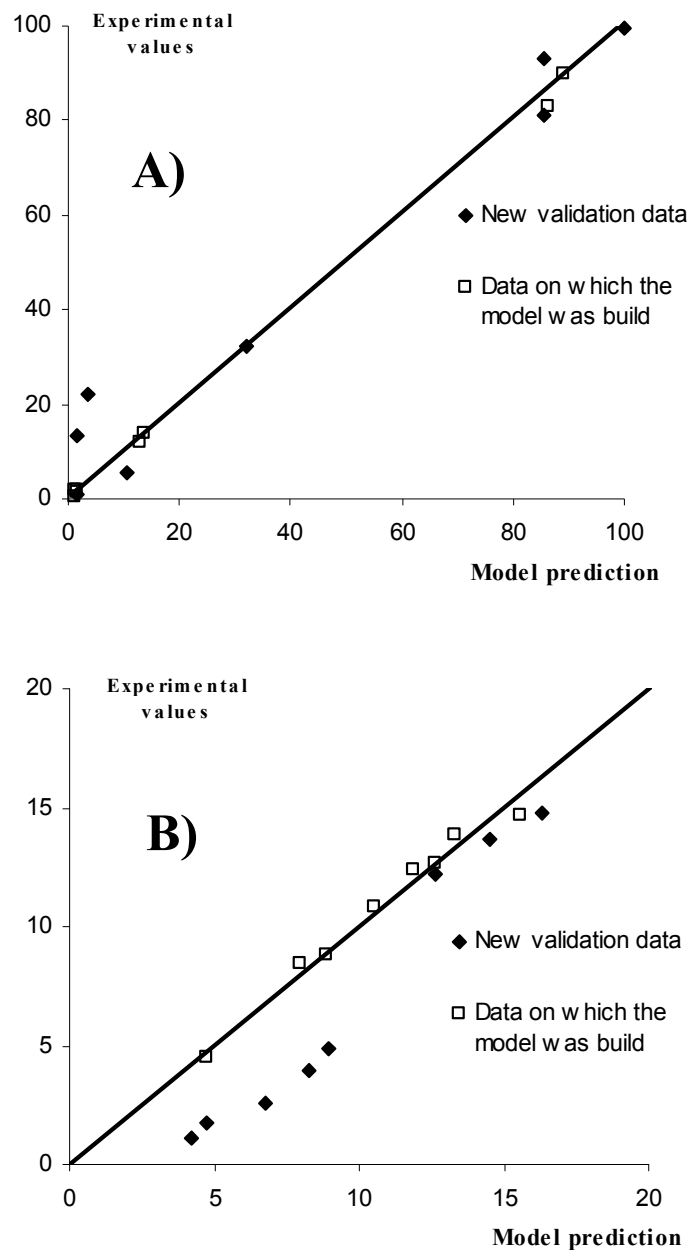 Experimental
values
100
80
60
40
20
0
A)
New validation data
Data on which the
model was build
0 20 40 60 80 100
Model prediction
Experimental
values
20
15
10
5
0
B)
New validation data
Data on which the
model was build
0 5 10 15 20
Model prediction